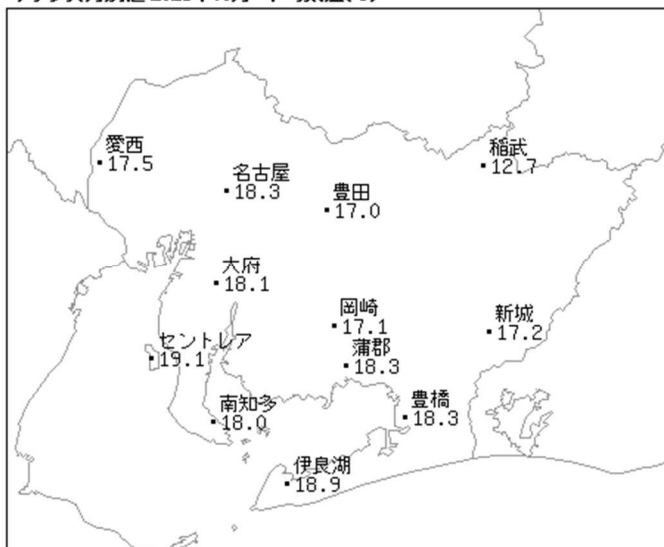 愛西
17.5
名古屋
18.3
豊田
17.0
稲武
12.7
大府
18.1
岡崎
17.1
新城
17.2
セントレア
19.1
蒲郡
18.3
南知多
18.0
豊橋
18.3
伊良湖
18.9